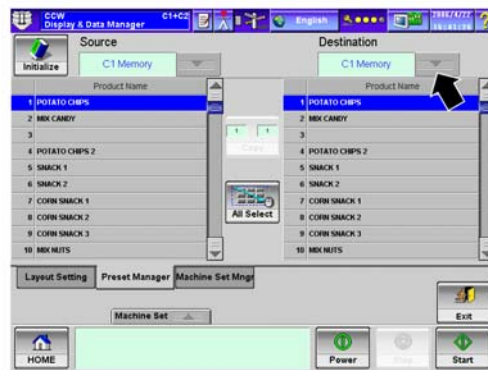 CCW
Display & Data Manager
C1+C2
English
Source
Destination
Initialize
C1 Memory
C1 Memory
Product Name
Product Name
1 POTATO CHIPS
2 MIX CANDY
3
4 POTATO CHIPS 2
5 SNACK 1
6 SNACK 2
7 CORN SNACK 1
8 CORN SNACK 2
9 CORN SNACK 3
10 MIX NUTS
1 1
Copy
All Select
1 POTATO CHIPS
2 MIX CANDY
3
4 POTATO CHIPS 2
5 SNACK 1
6 SNACK 2
7 CORN SNACK 1
8 CORN SNACK 2
9 CORN SNACK 3
10 MIX NUTS
Layout Setting
Preset Manager
Machine Set Mngr
Machine Set
Exit
HOME
Power
Stop
Start